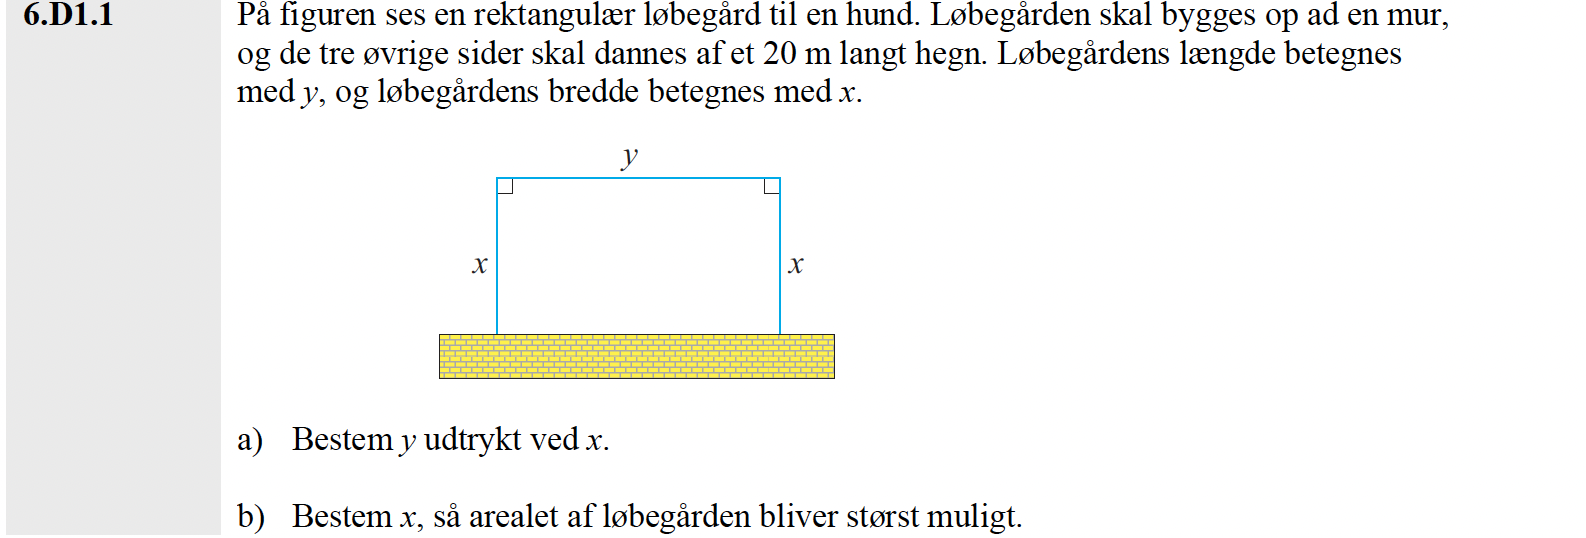 6.D1.1 På figuren ses en rektangulær løbegård til en hund. Løbegården skal bygges op ad en mur,
og de tre øvrige sider skal dannes af et 20 m langt hegn. Løbegårdens længde betegnes
med y, og løbegårdens bredde betegnes med x.
y
x x
a) Bestem y udtrykt ved x.
b) Bestem x, så arealet af løbegården bliver størst muligt.